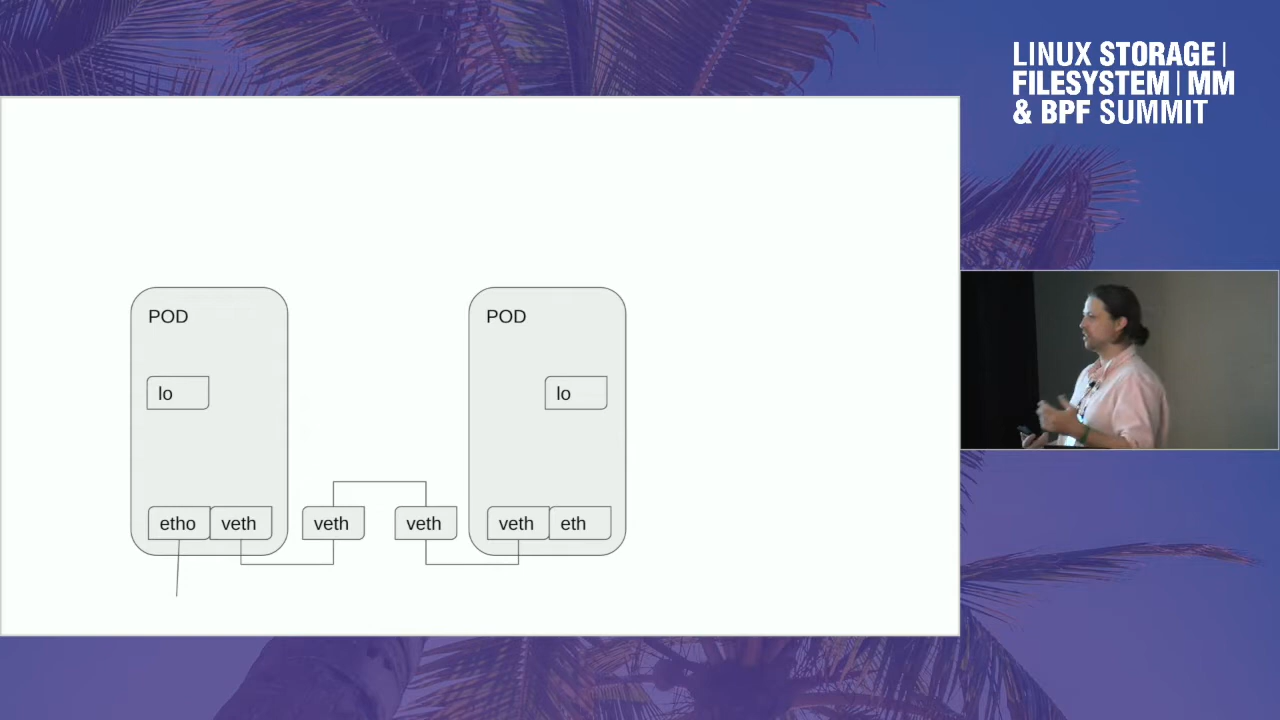 LINUX STORAGE |
FILESYSTEM | MM
& BPF SUMMIT
POD
POD
lo
lo
etho
veth
veth
veth
veth
eth